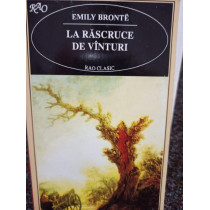 RAO
EMILY BRONTË
LA RĂSCRUCE
DE VÎNTURI
RAO CLASIC